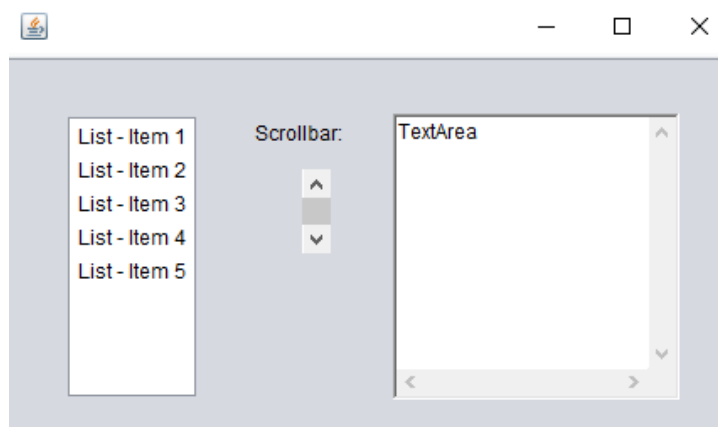 List - Item 1
List - Item 2
List - Item 3
List - Item 4
List - Item 5
Scrollbar:
TextArea